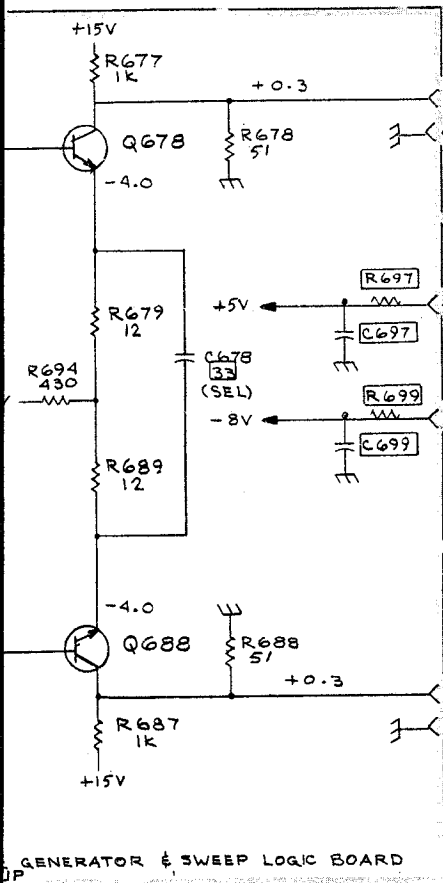 +15V
R677
1K
+0.3
Q678
R678
51
-4.0
R679
12
C678
33
(SEL)
+5V
R697
C697
R694
430
-8V
R699
C699
R689
12
-4.0
Q688
R688
51
+0.3
R687
1K
+15V
GENERATOR & SWEEP LOGIC BOARD
UP